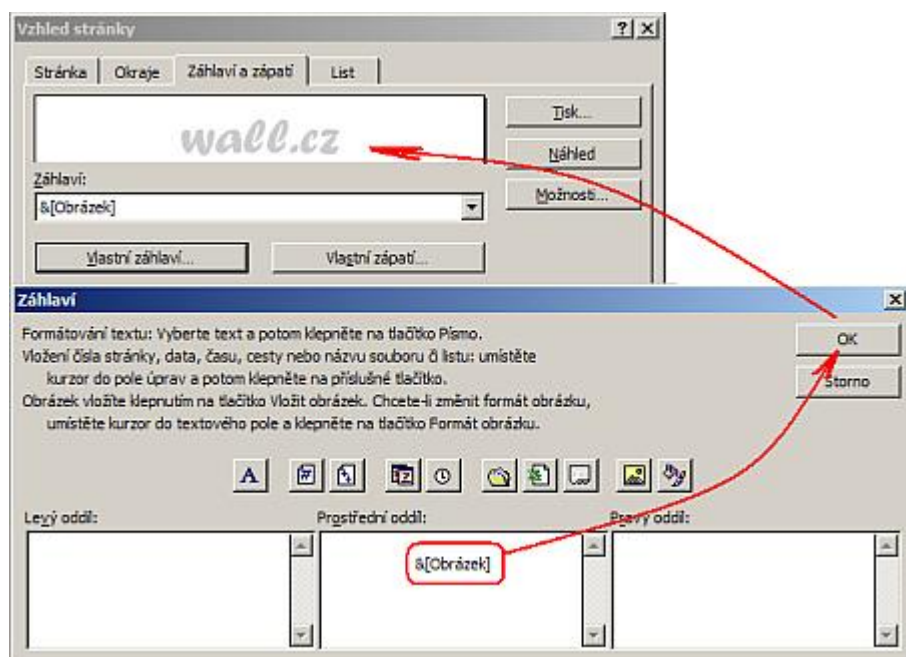 Vzhled stránky
Stránka Okraje Záhlaví a zápatí List
wall.cz
Tisk...
Náhled
Záhlaví:
Možnosti...
&[Obrázek]
Vlastní záhlaví... Vlastní zápatí...
Záhlaví
Formátování textu: Vyberte text a potom klepněte na tlačítko Písmo.
OK
Vložení čísla stránky, data, času, cesty nebo názvu souboru či listu: umístěte
kurzor do pole úprav a potom klepněte na příslušné tlačítko.
Storno
Obrázek vložíte klepnutím na tlačítko Vložit obrázek. Chcete-li změnit formát obrázku,
umístěte kurzor do textového pole a klepněte na tlačítko Formát obrázku.
A
Levý oddíl: Prostřední oddíl: Pravý oddíl:
&[Obrázek]